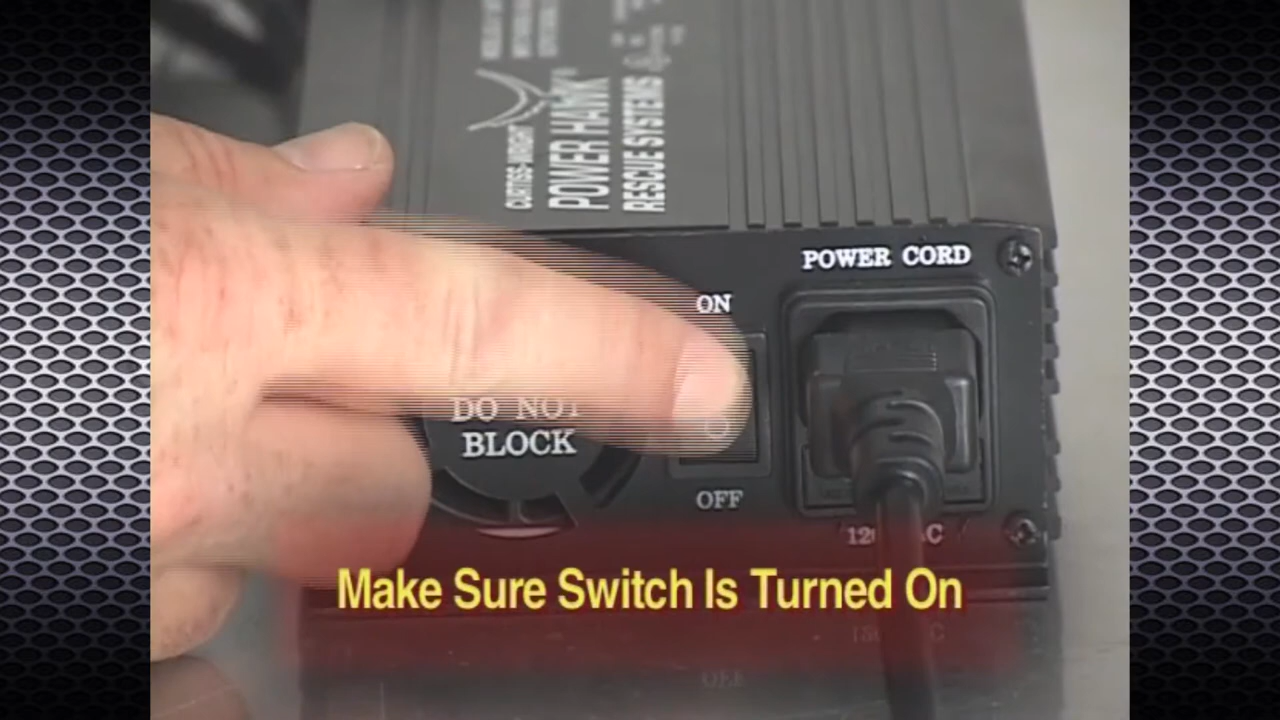 CURTISS-WRIGHT
POWER HAWK®
RESCUE SYSTEMS
POWER CORD
ON
DO NOT
BLOCK
OFF
Make Sure Switch Is Turned On